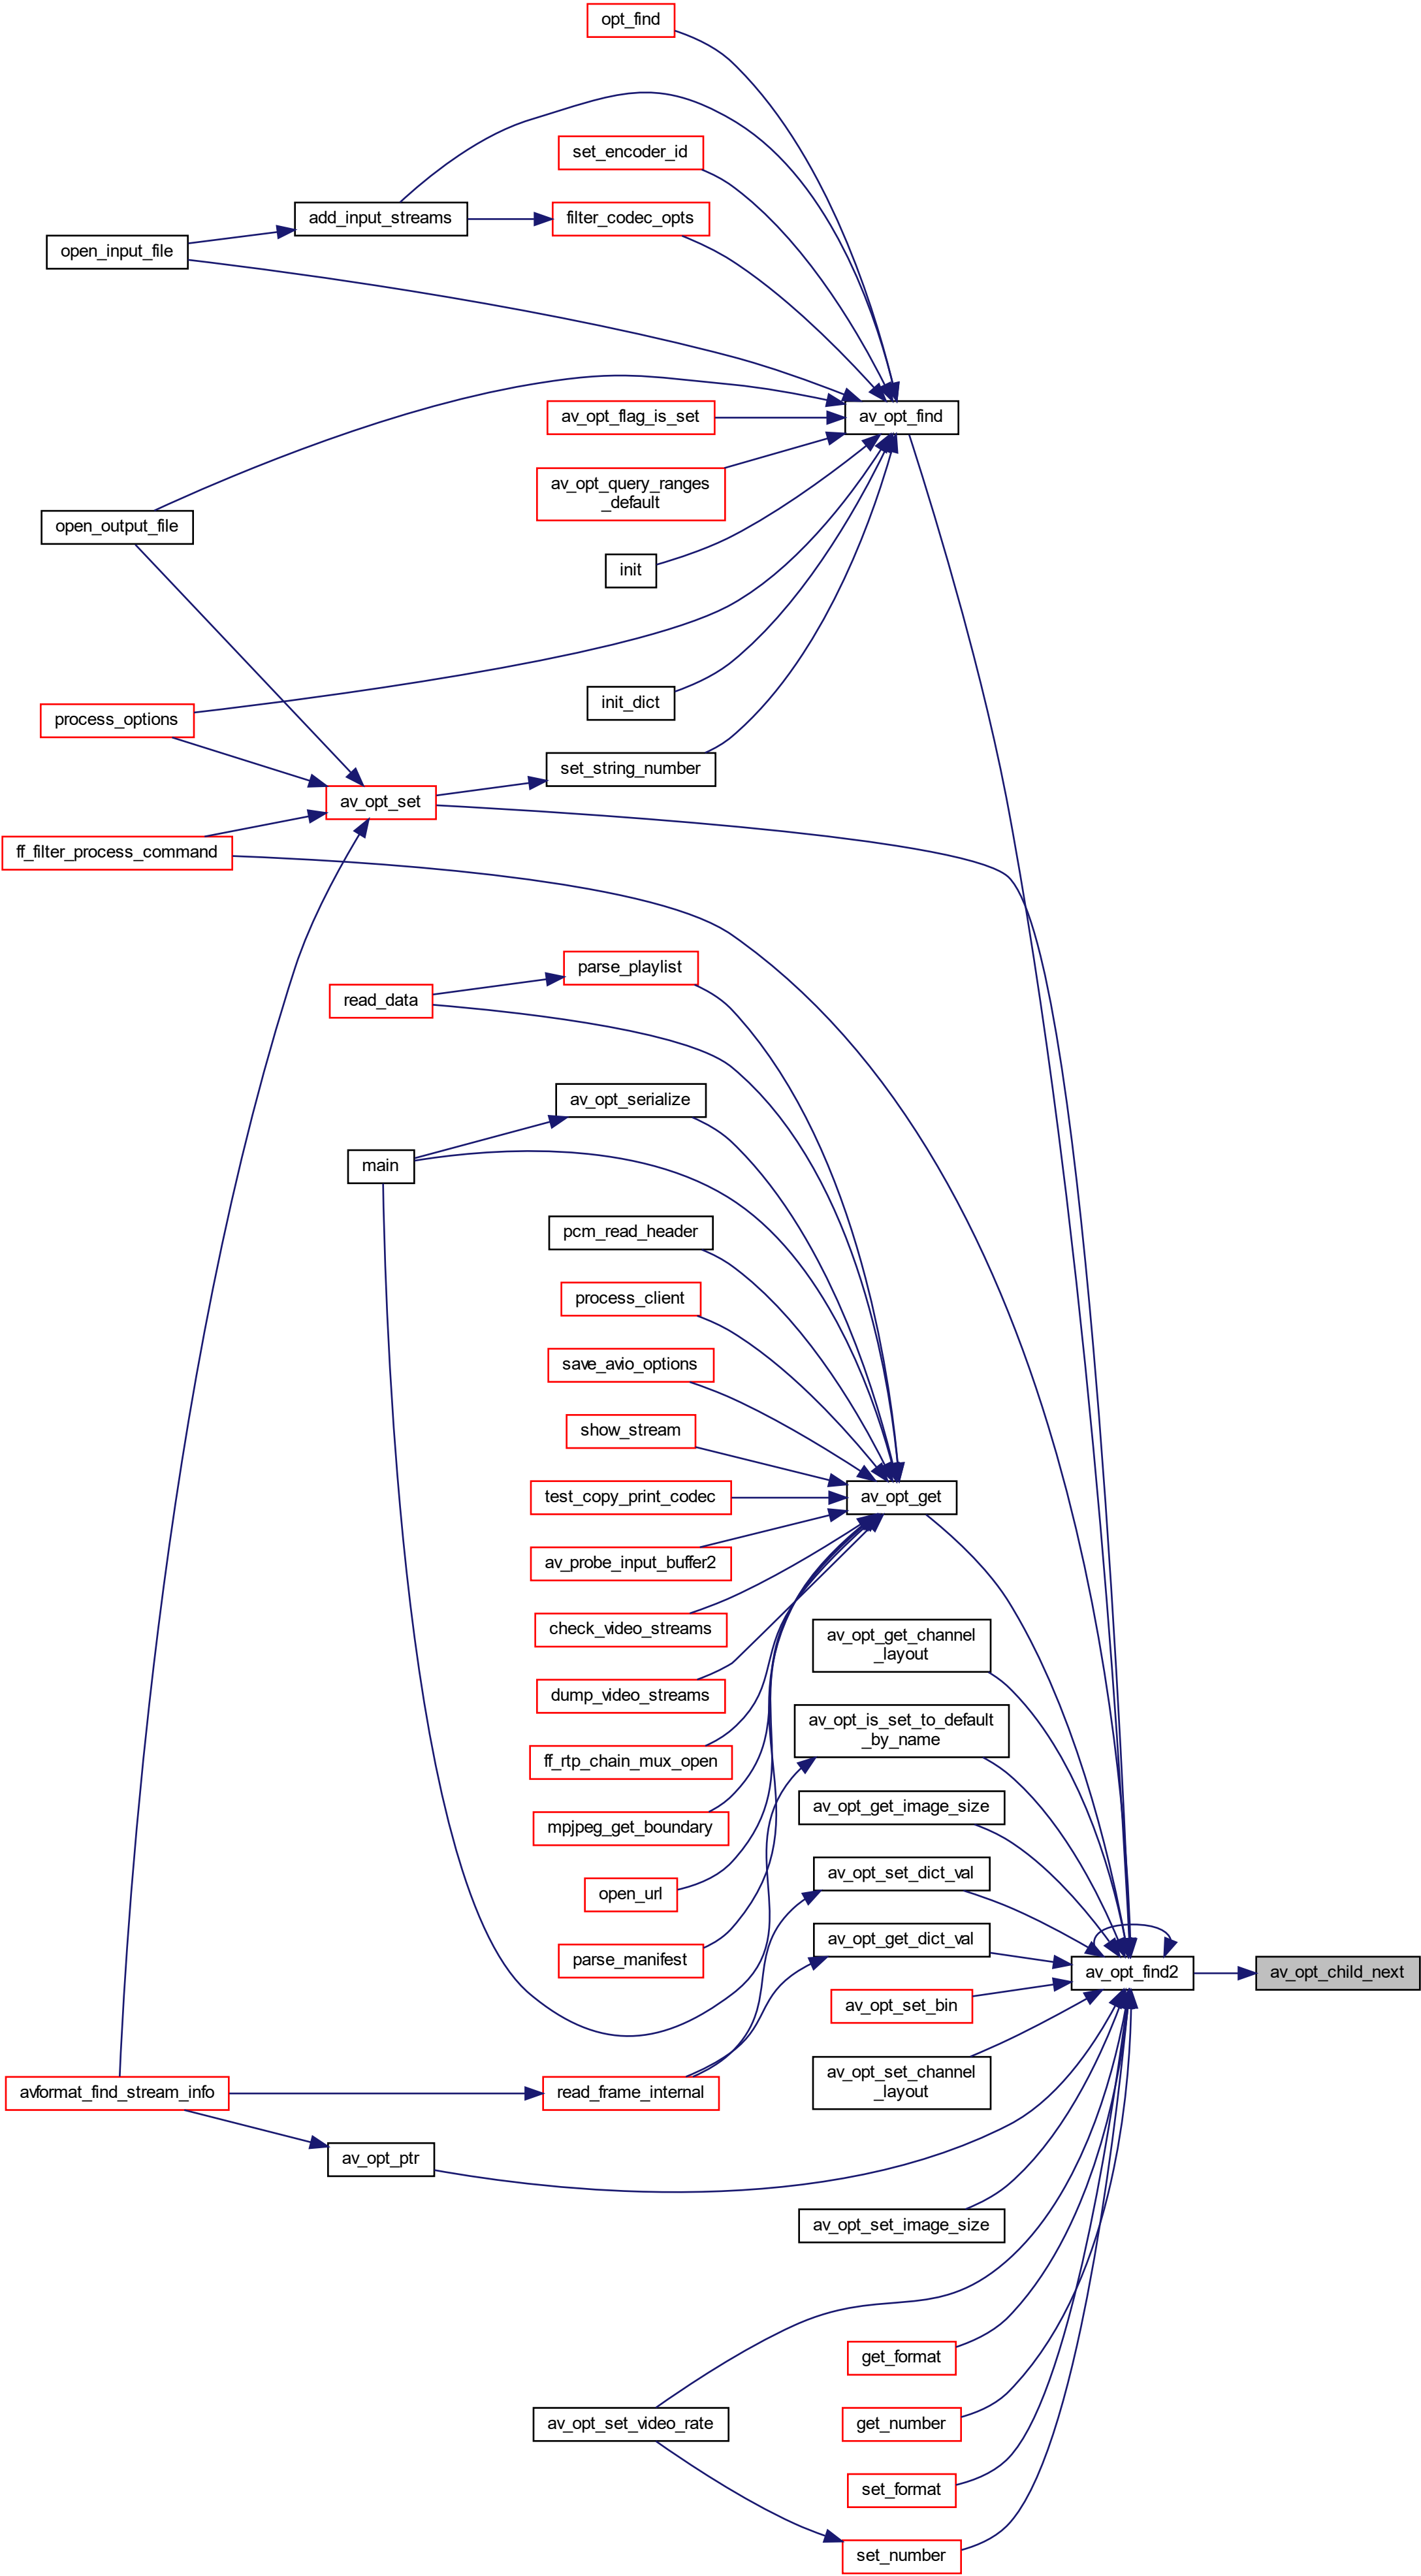 opt_find
set_encoder_id
add_input_streams
filter_codec_opts
open_input_file
av_opt_find
av_opt_flag_is_set
av_opt_query_ranges
_default
open_output_file
init
init_dict
process_options
set_string_number
av_opt_set
ff_filter_process_command
parse_playlist
read_data
av_opt_serialize
main
pcm_read_header
process_client
save_avio_options
show_stream
test_copy_print_codec
av_opt_get
av_probe_input_buffer2
check_video_streams
av_opt_get_channel
_layout
dump_video_streams
av_opt_is_set_to_default
_by_name
ff_rtp_chain_mux_open
av_opt_get_image_size
mpjpeg_get_boundary
av_opt_set_dict_val
open_url
av_opt_get_dict_val
parse_manifest
av_opt_find2
av_opt_child_next
av_opt_set_bin
av_opt_set_channel
_layout
avformat_find_stream_info
read_frame_internal
av_opt_ptr
av_opt_set_image_size
get_format
av_opt_set_video_rate
get_number
set_format
set_number